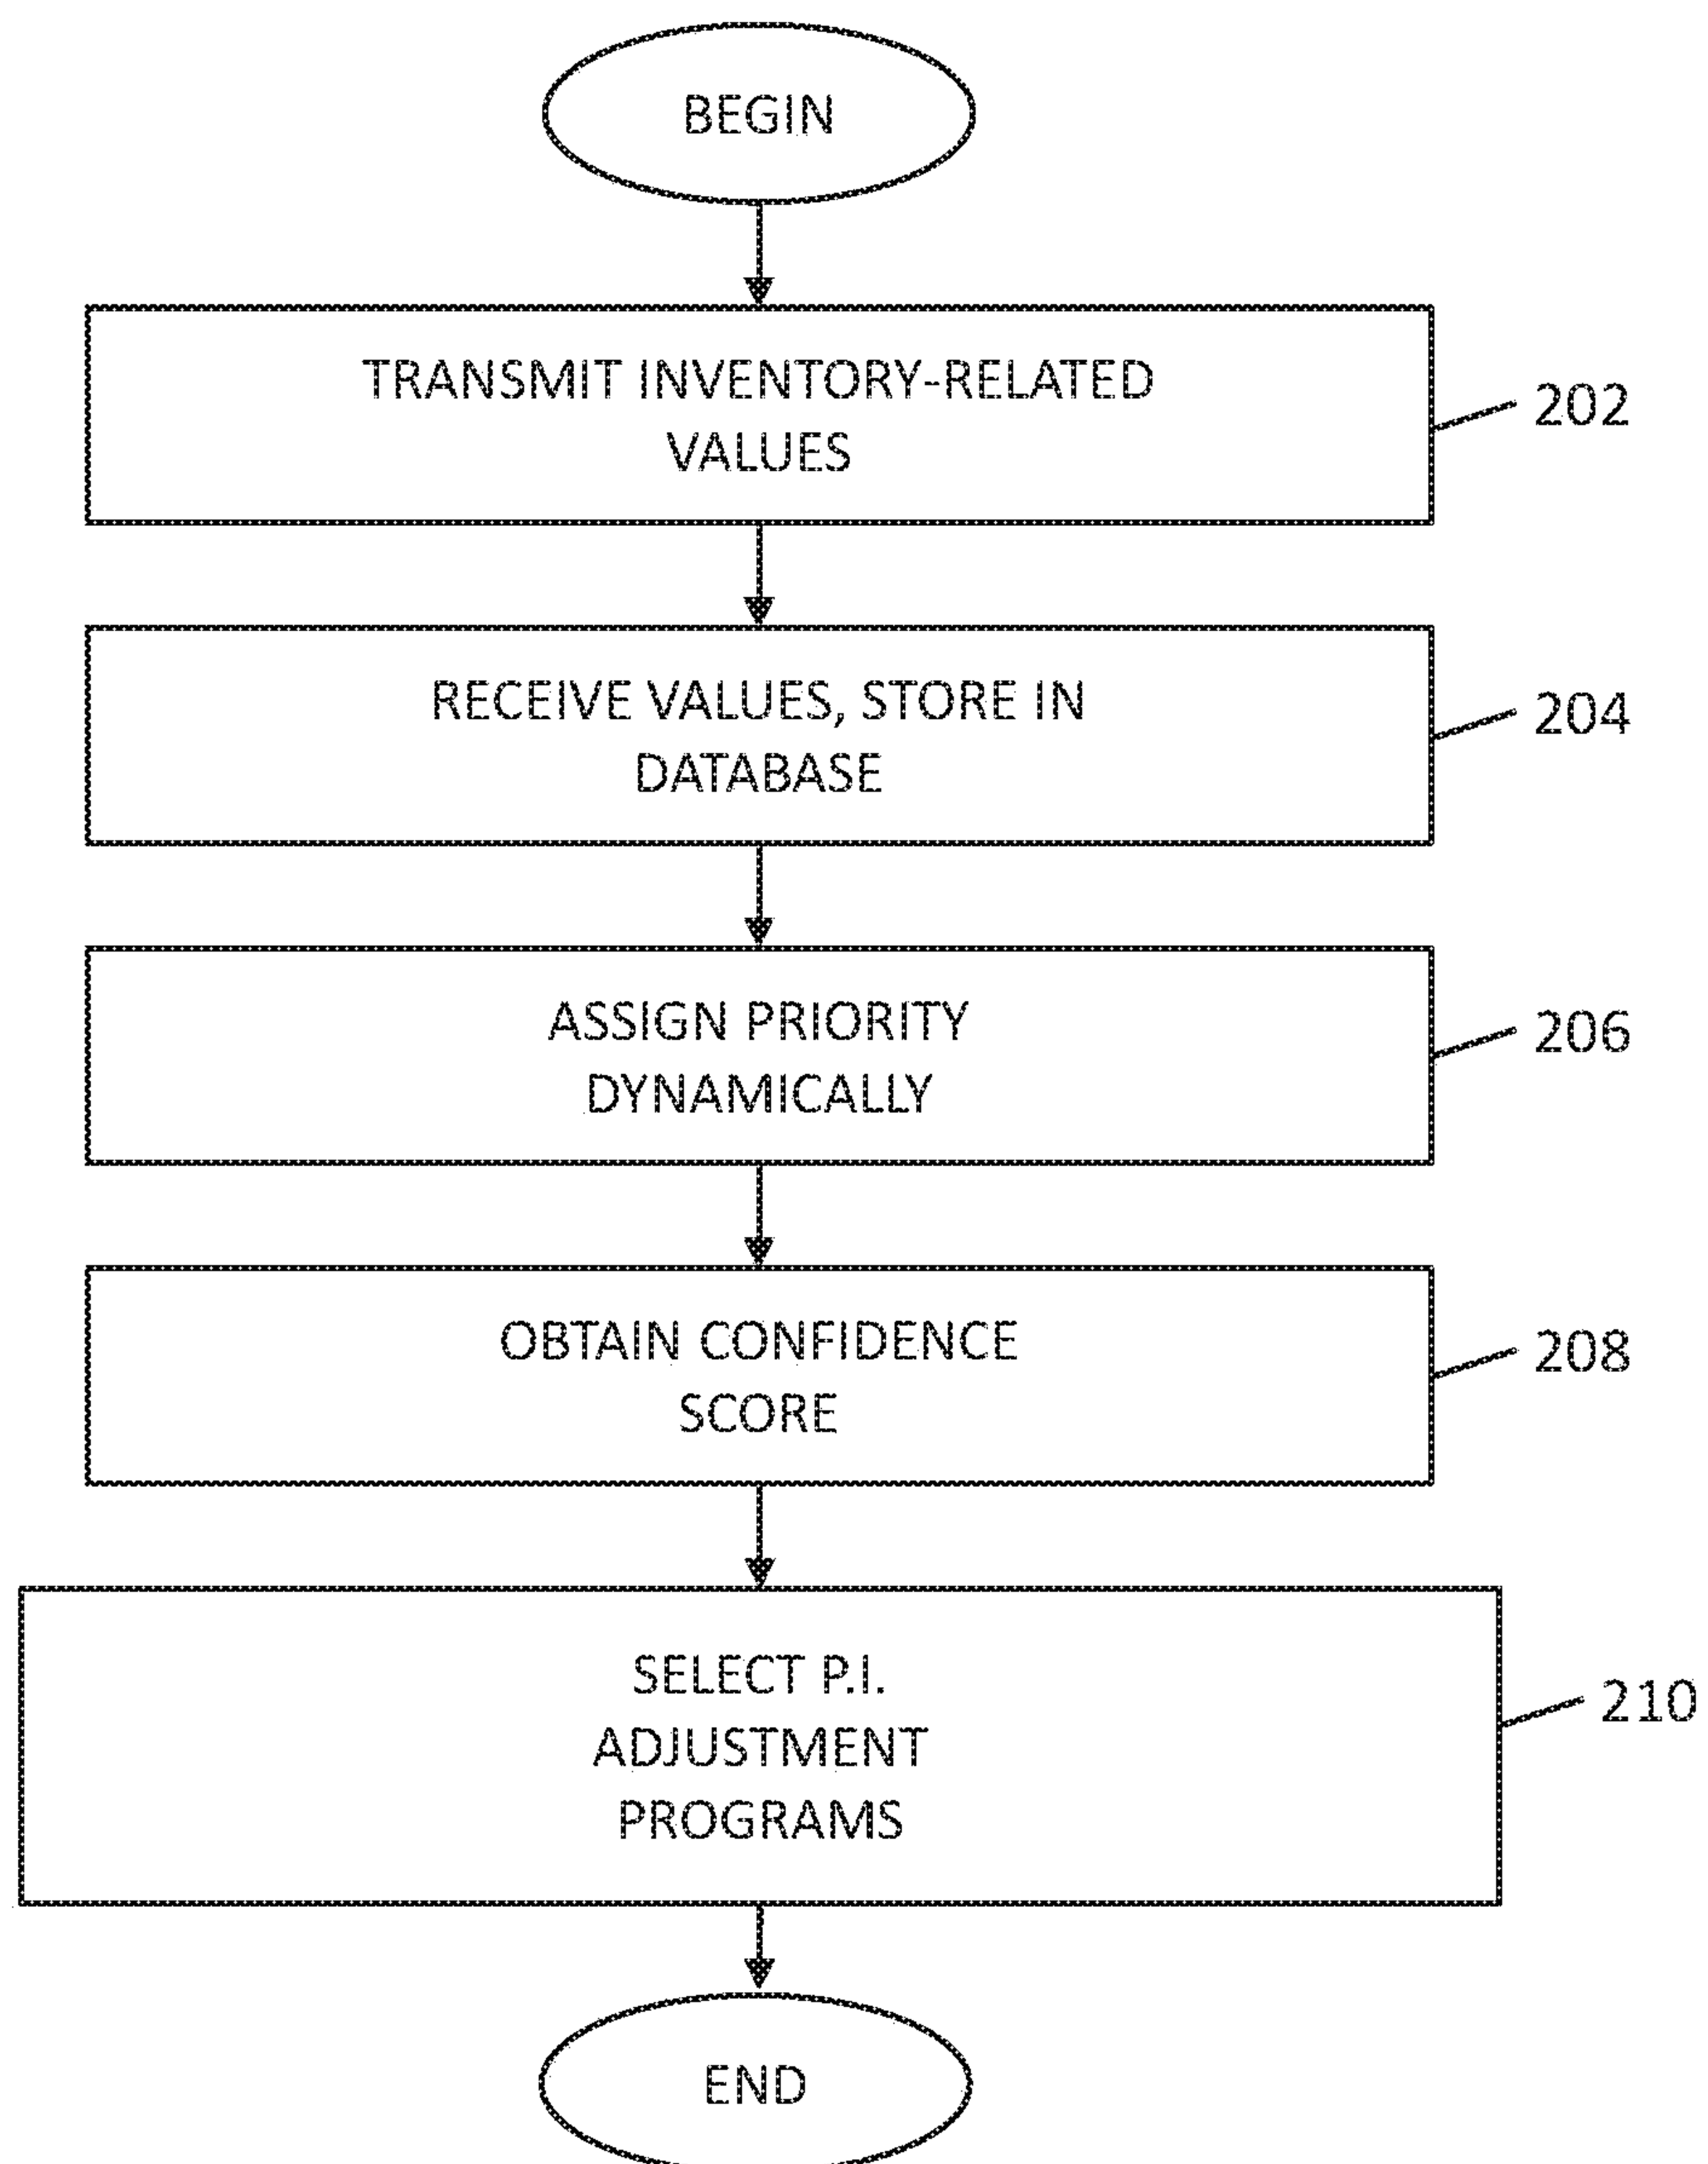 BEGIN
TRANSMIT INVENTORY-RELATED
VALUES
202
RECEIVE VALUES, STORE IN
DATABASE
204
ASSIGN PRIORITY
DYNAMICALLY
206
OBTAIN CONFIDENCE
SCORE
208
SELECT P.I.
ADJUSTMENT
PROGRAMS
210
END